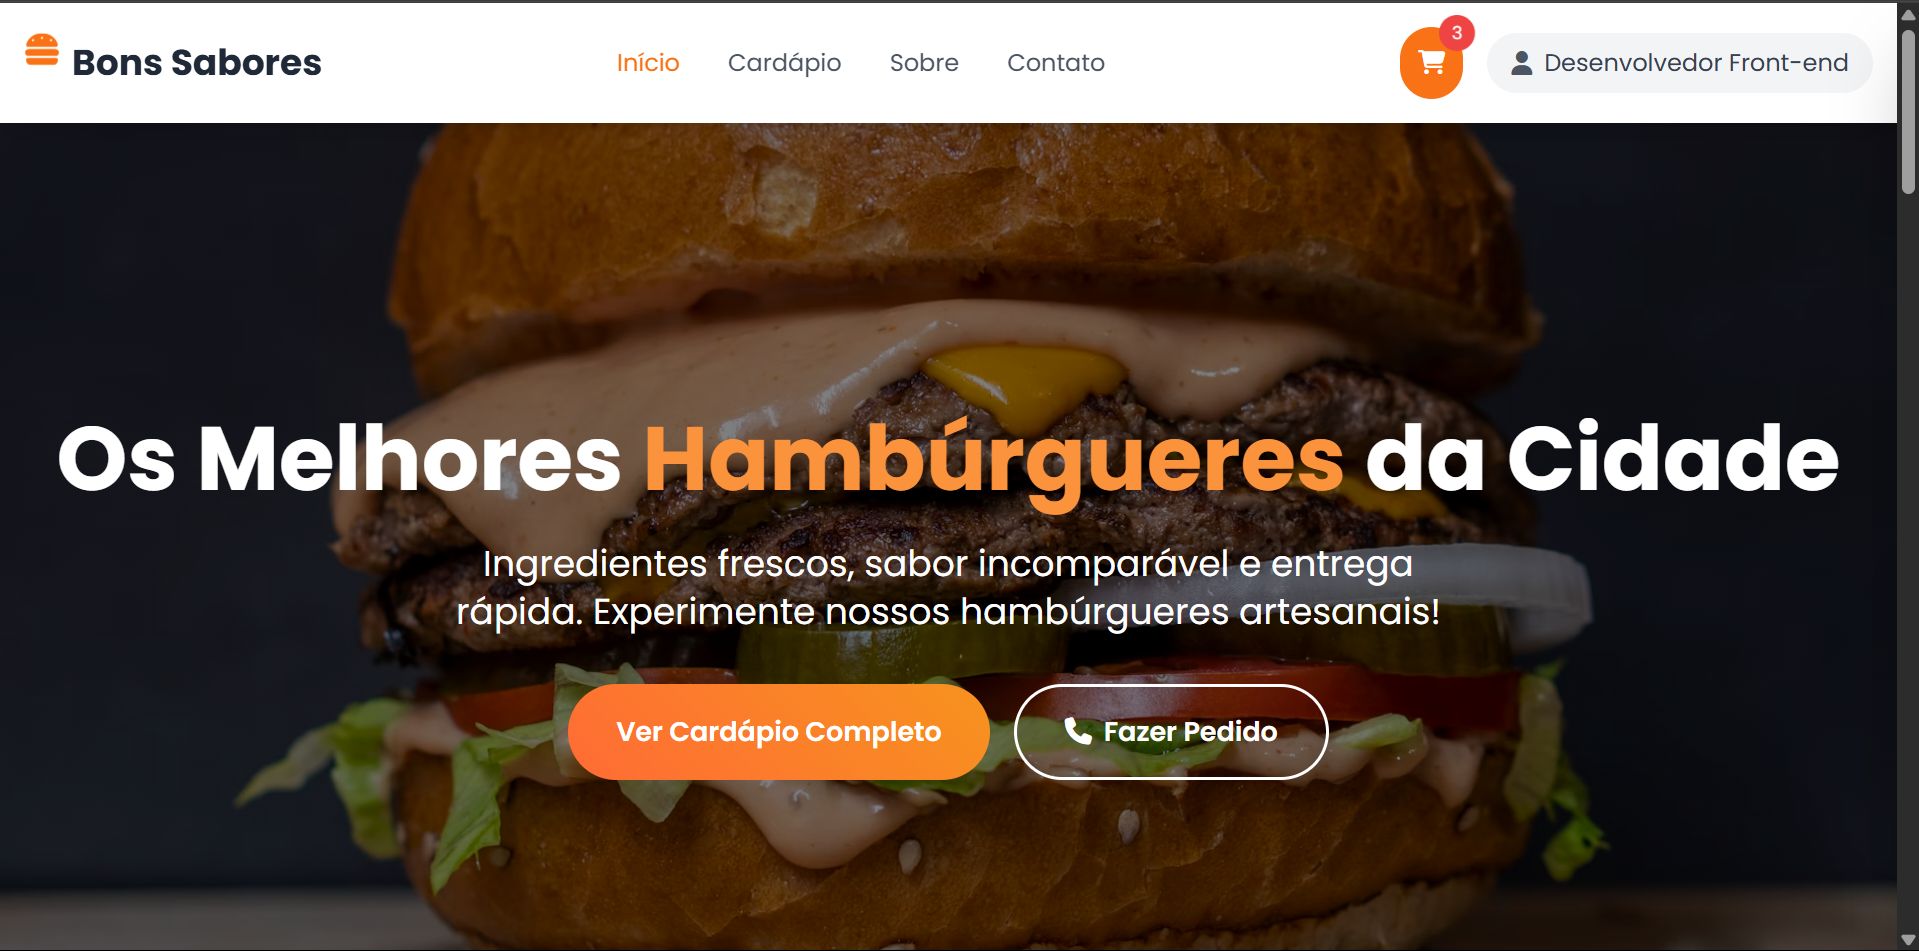 Bons Sabores
Início
Cardápio
Sobre
Contato
3
Desenvolvedor Front-end
Os Melhores Hambúrgueres da Cidade
Ingredientes frescos, sabor incomparável e entrega
rápida. Experimente nossos hambúrgueres artesanais!
Ver Cardápio Completo
Fazer Pedido